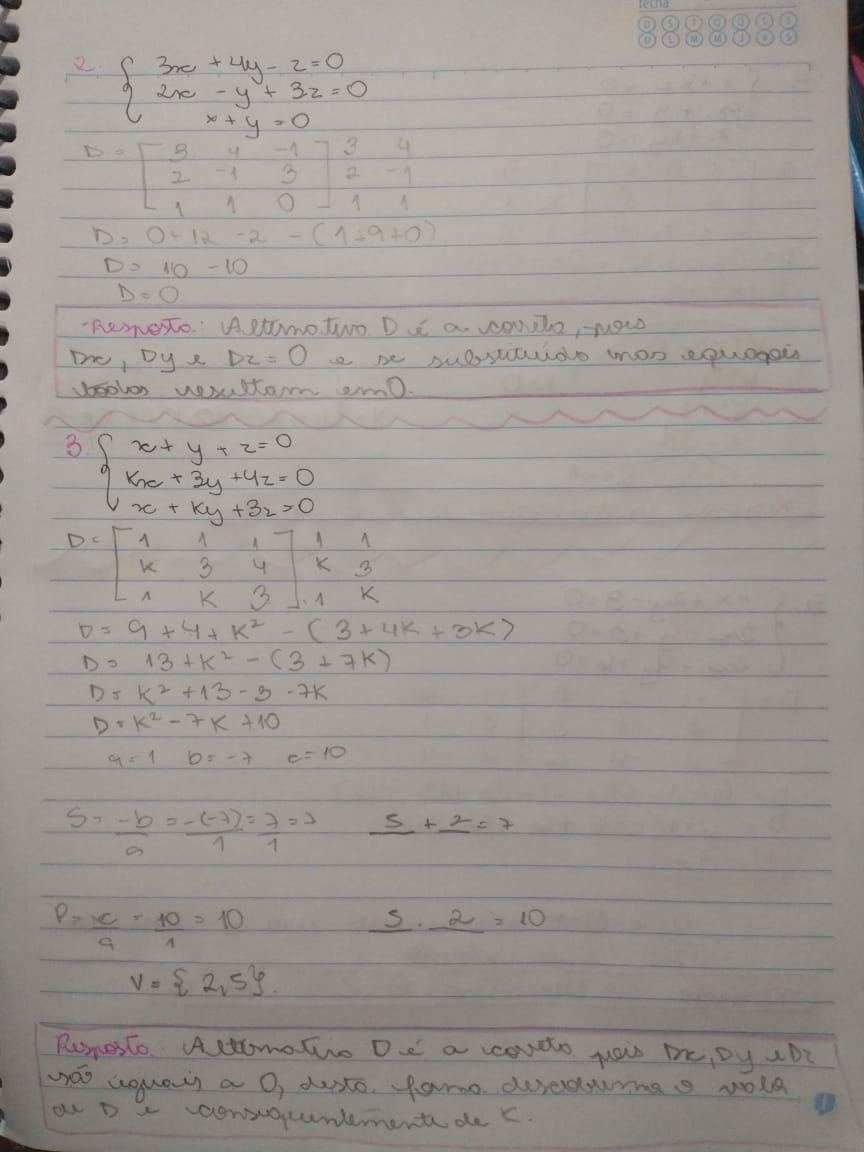 fecha
D S T Q Q S S
D L M M J V S
2. { 3x + 4y - z = 0
2x - y + 3z = 0
x + y = 0
D = [ 3 4 -1 ] 3 4
2 -1 3 2 -1
1 1 0 1 1
D = 0 + 12 - 2 - (1 + 9 + 0)
D = 10 - 10
D = 0
Resposta: Alternativa D é a correta, pois
Dx, Dy e Dz = 0 e se substituído nas equações
todos resultam em 0.
3 { x + y + z = 0
Kx + 3y + 4z = 0
x + Ky + 3z = 0
D = [ 1 1 1 ] 1 1
K 3 4 K 3
1 K 3 1 K
D = 9 + 4 + K² - (3 + 4K + 3K)
D = 13 + K² - (3 + 7K)
D = K² + 13 - 3 - 7K
D = K² - 7K + 10
a = 1 b = -7 c = 10
S = -b/a = -(-7)/1 = 7/1 = 7 5 + 2 = 7
P = c/a = 10/1 = 10 5 . 2 = 10
V = { 2, 5 }.
Resposta. Alternativa D é a correta pois Dx, Dy e Dz
são iguais a 0, desta forma o
de D e consequentemente de K.